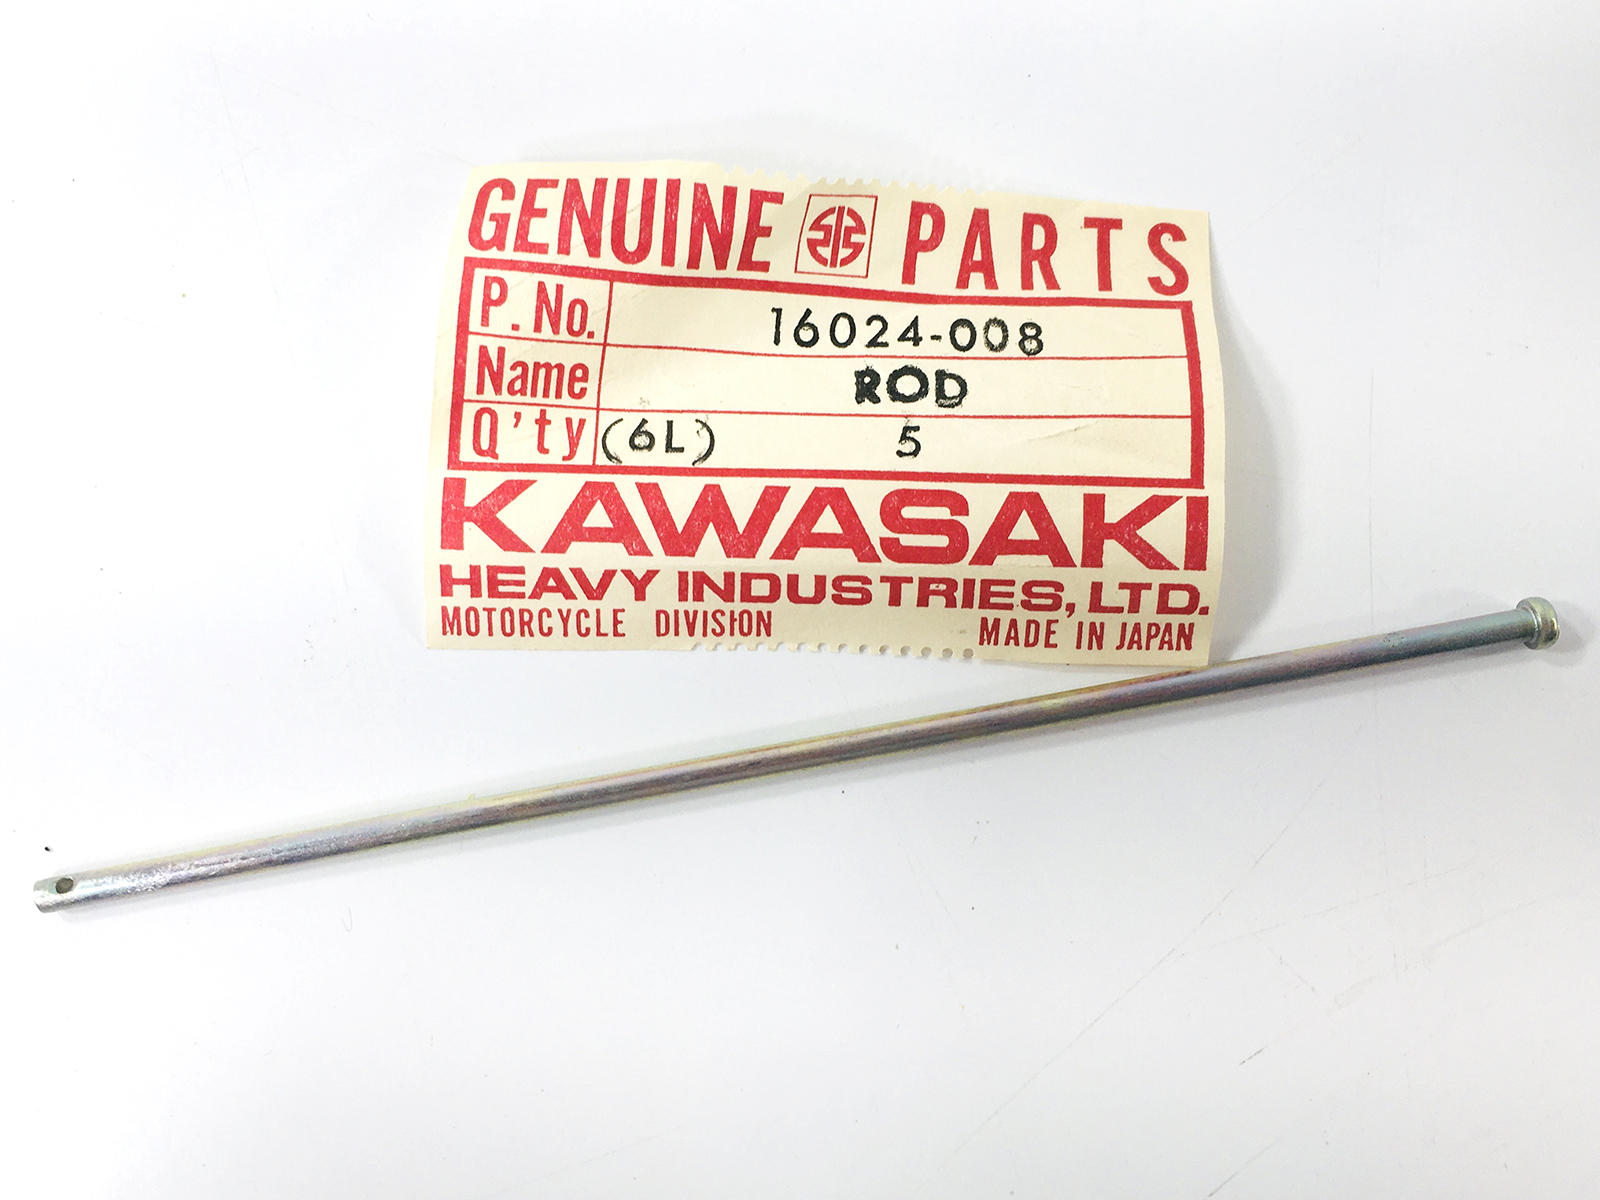 GENUINE PARTS
P. No. 16024-008
Name ROD
Q'ty (6L) 5
KAWASAKI
HEAVY INDUSTRIES, LTD.
MOTORCYCLE DIVISION MADE IN JAPAN